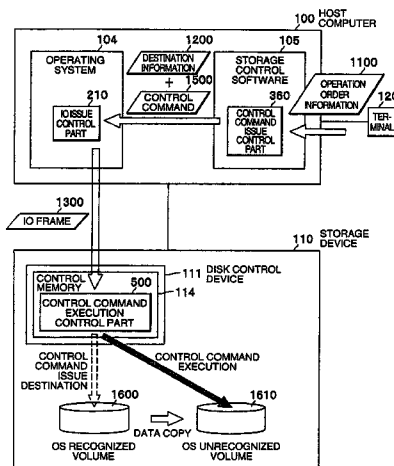 100 HOST
COMPUTER
104
1200
105
OPERATING
SYSTEM
DESTINATION
INFORMATION
+
1500
CONTROL
COMMAND
STORAGE
CONTROL
SOFTWARE
1100
OPERATION
ORDER
INFORMATION
120
TER-
MINAL
210
IO ISSUE
CONTROL
PART
360
CONTROL
COMMAND
ISSUE
CONTROL
PART
1300
IO FRAME
110 STORAGE
DEVICE
111 DISK CONTROL
DEVICE
114
CONTROL
MEMORY
500
CONTROL COMMAND
EXECUTION
CONTROL PART
CONTROL
COMMAND
ISSUE
DESTINATION
CONTROL COMMAND
EXECUTION
1600
1610
DATA COPY
OS RECOGNIZED
VOLUME
OS UNRECOGNIZED
VOLUME